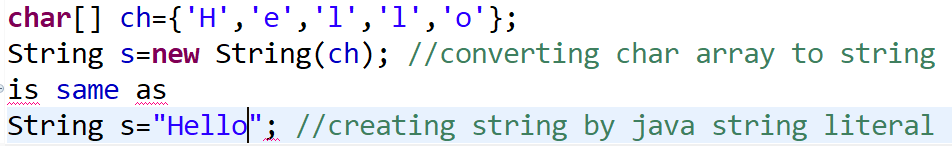 char[] ch={'H','e','l','l','o'};
String s=new String(ch); //converting char array to string
is same as
String s="Hello"; //creating string by java string literal